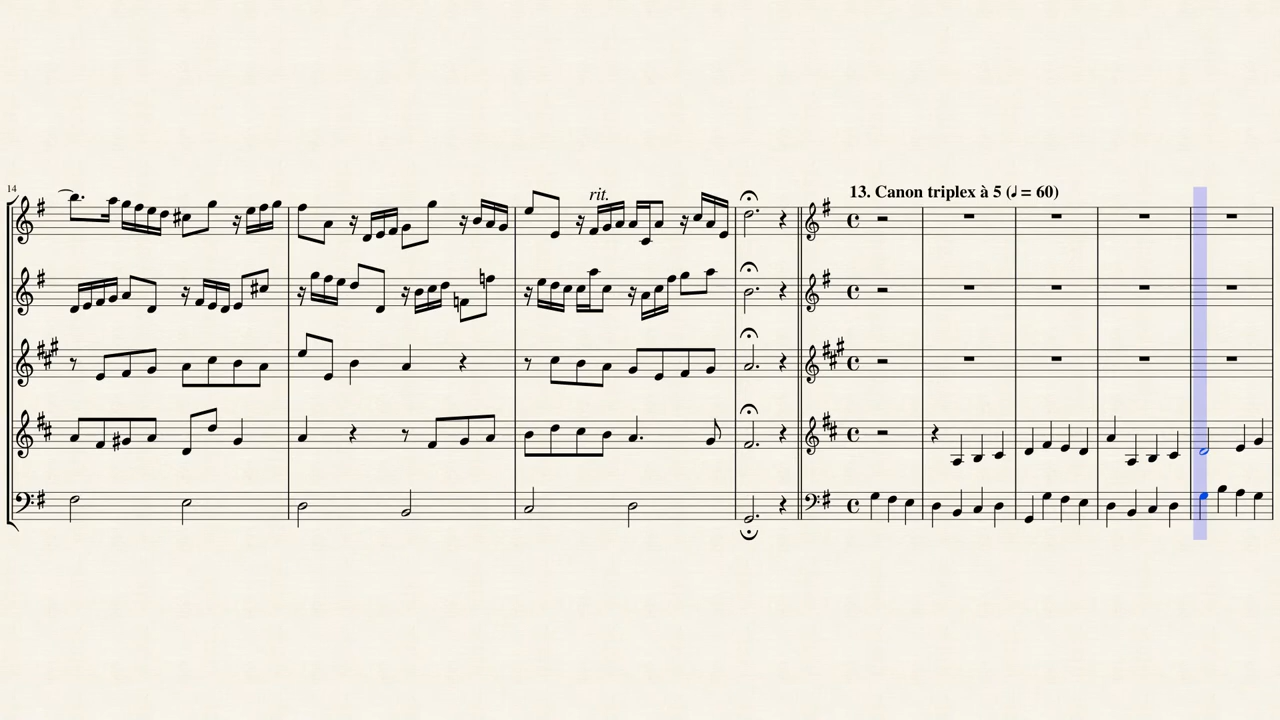 14
rit.
13. Canon triplex à 5 (♩ = 60)